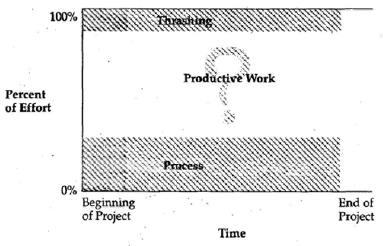 100%
Thrashing
Productive Work
?
Percent
of Effort
Process
0%
Beginning
of Project
End of
Project
Time